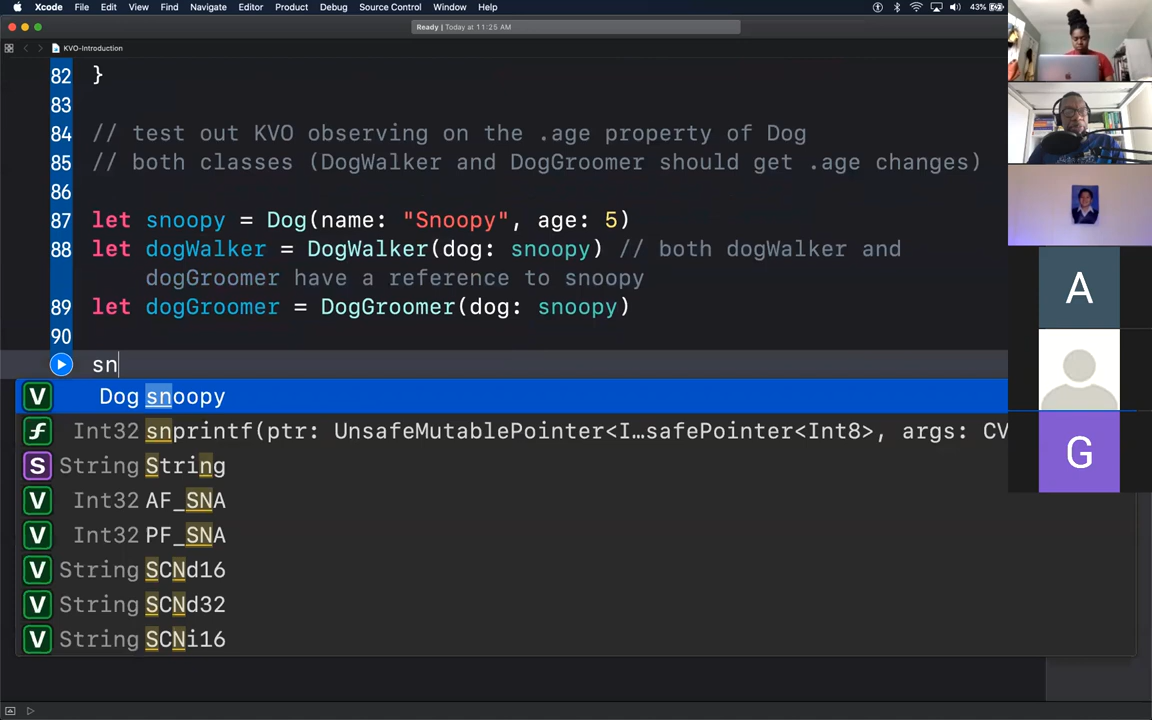 Xcode File Edit View Find Navigate Editor Product Debug Source Control Window Help 43%
Ready | Today at 11:25 AM
KVO-Introduction
82 }
83
84 // test out KVO observing on the .age property of Dog
85 // both classes (DogWalker and DogGroomer should get .age changes)
86
87 let snoopy = Dog(name: "Snoopy", age: 5)
88 let dogWalker = DogWalker(dog: snoopy) // both dogWalker and
dogGroomer have a reference to snoopy
89 let dogGroomer = DogGroomer(dog: snoopy)
90
sn
V Dog snoopy
f Int32 snprintf(ptr: UnsafeMutablePointer<I…safePointer<Int8>, args: CV
S String String
V Int32 AF_SNA
V Int32 PF_SNA
V String SCNd16
V String SCNd32
V String SCNi16
A
G